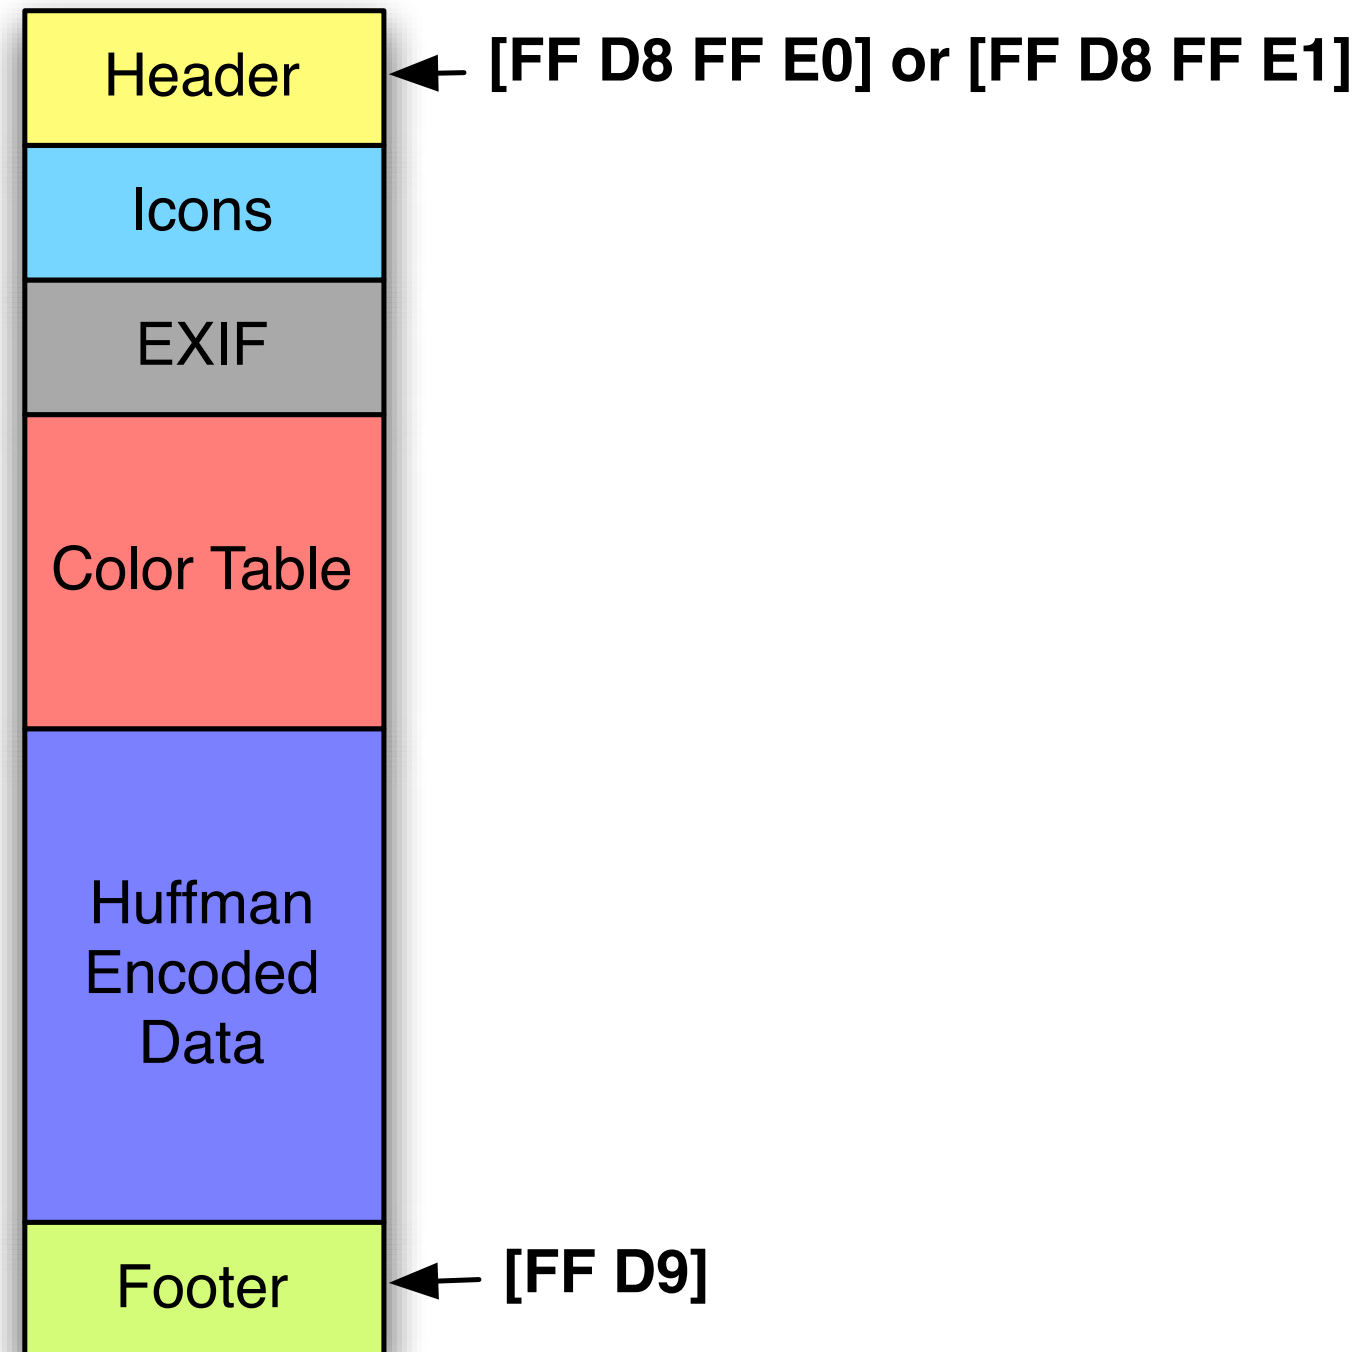 Header
[FF D8 FF E0] or [FF D8 FF E1]
Icons
EXIF
Color Table
Huffman
Encoded
Data
Footer
[FF D9]